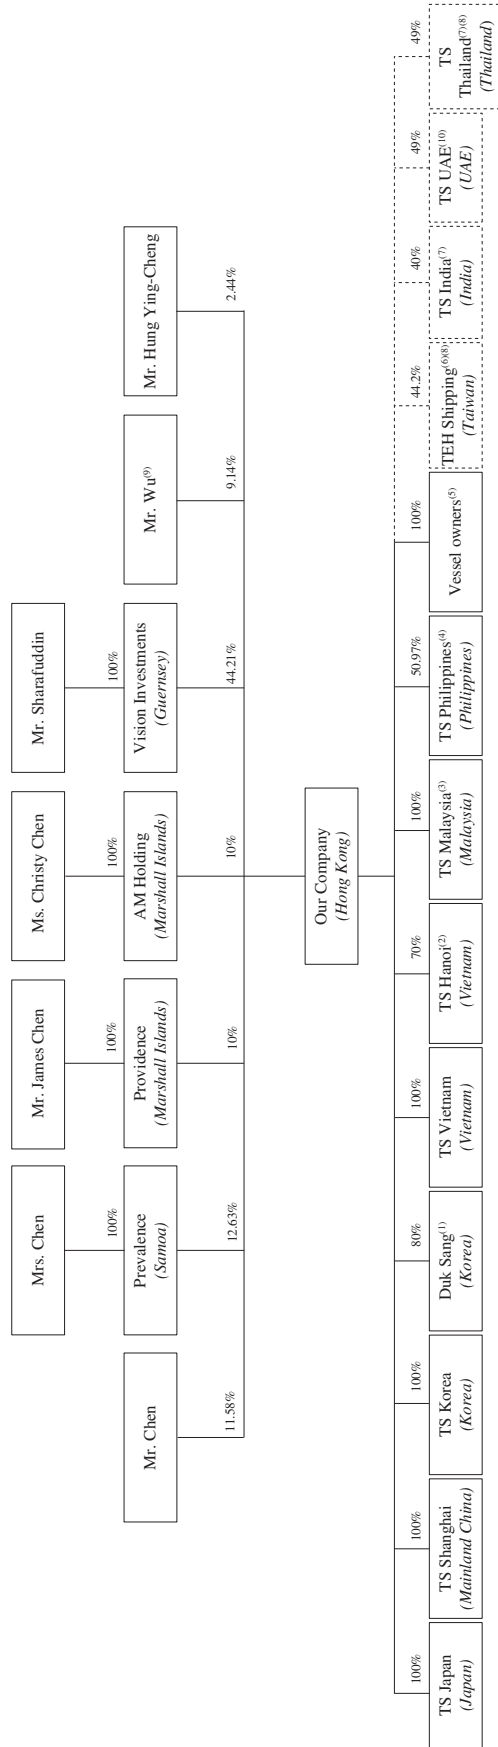 Mrs. Chen
Mr. James Chen
Ms. Christy Chen
Mr. Sharafuddin
100%
100%
100%
100%
Mr. Chen
Prevalence
(Samoa)
Providence
(Marshall Islands)
AM Holding
(Marshall Islands)
Vision Investments
(Guernsey)
Mr. Wu(9)
Mr. Hung Ying-Cheng
11.58%
12.63%
10%
10%
44.21%
9.14%
2.44%
Our Company
(Hong Kong)
100%
100%
100%
80%
100%
70%
100%
50.97%
100%
44.2%
40%
49%
49%
TS Japan
(Japan)
TS Shanghai
(Mainland China)
TS Korea
(Korea)
Duk Sang(1)
(Korea)
TS Vietnam
(Vietnam)
TS Hanoi(2)
(Vietnam)
TS Malaysia(3)
(Malaysia)
TS Philippines(4)
(Philippines)
Vessel owners(5)
TEH Shipping(6)(8)
(Taiwan)
TS India(7)
(India)
TS UAE(10)
(UAE)
TS
Thailand(7)(8)
(Thailand)